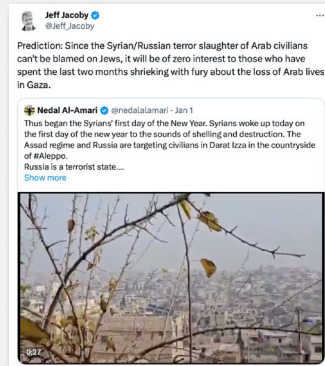 Jeff Jacoby
@Jeff_Jacoby
Prediction: Since the Syrian/Russian terror slaughter of Arab civilians
can't be blamed on Jews, it will be of zero interest to those who have
spent the last two months shrieking with fury about the loss of Arab lives
in Gaza.
Nedal Al-Amari @nedalalamari · Jan 1
Thus began the Syrians' first day of the New Year. Syrians woke up today on
the first day of the new year to the sounds of shelling and destruction. The
Assad regime and Russia are targeting civilians in Darat Izza in the countryside
of #Aleppo.
Russia is a terrorist state....
Show more
0:27